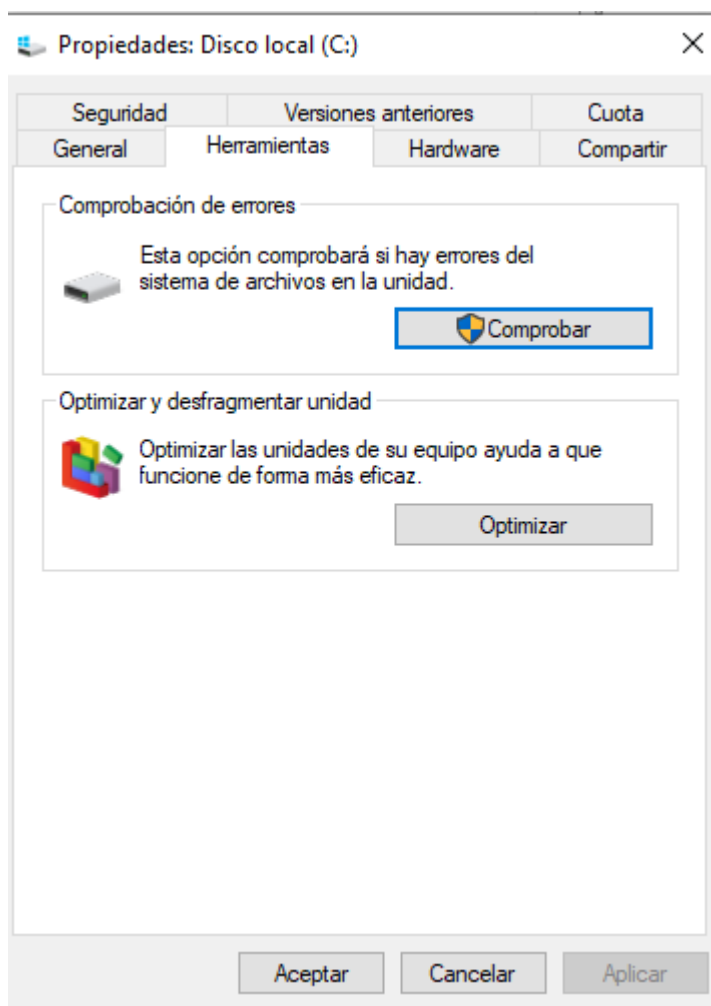 Propiedades: Disco local (C:)
Seguridad
Versiones anteriores
Cuota
General
Herramientas
Hardware
Compartir
Comprobación de errores
Esta opción comprobará si hay errores del
sistema de archivos en la unidad.
Comprobar
Optimizar y desfragmentar unidad
Optimizar las unidades de su equipo ayuda a que
funcione de forma más eficaz.
Optimizar
Aceptar
Cancelar
Aplicar